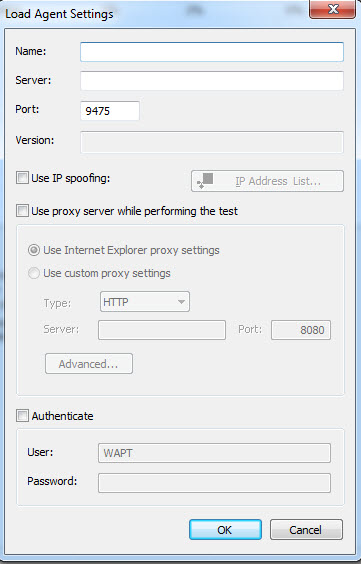 Load Agent Settings
Name:
Server:
Port: 9475
Version:
Use IP spoofing: IP Address List...
Use proxy server while performing the test
Use Internet Explorer proxy settings
Use custom proxy settings
Type: HTTP
Server: Port: 8080
Advanced...
Authenticate
User: WAPT
Password:
OK Cancel